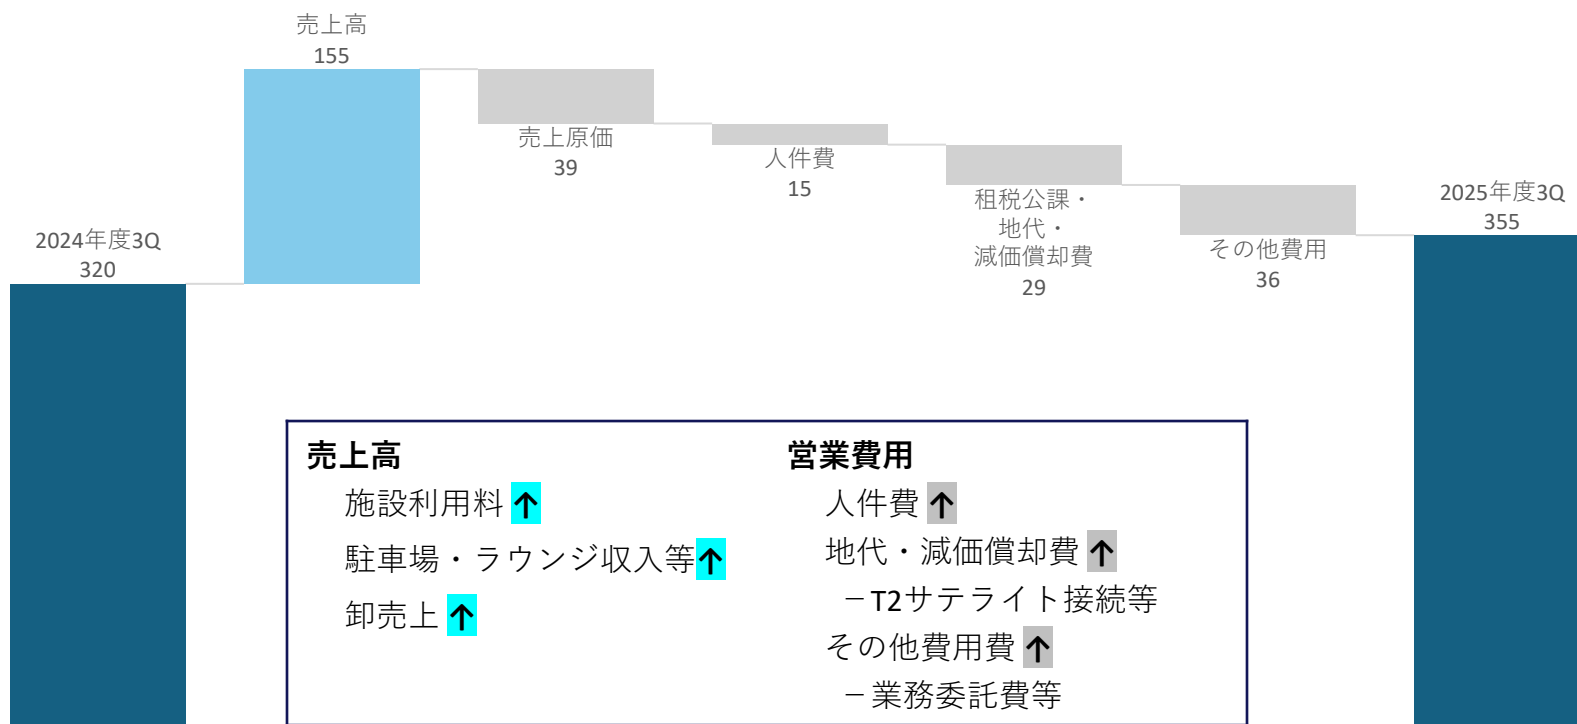 売上高
155
売上原価
39
人件費
15
租税公課・
地代・
減価償却費
29
その他費用
36
2024年度3Q
320
2025年度3Q
355
売上高
施設利用料 ↑
駐車場・ラウンジ収入等↑
卸売上 ↑
営業費用
人件費 ↑
地代・減価償却費 ↑
－T2サテライト接続等
その他費用費 ↑
－業務委託費等